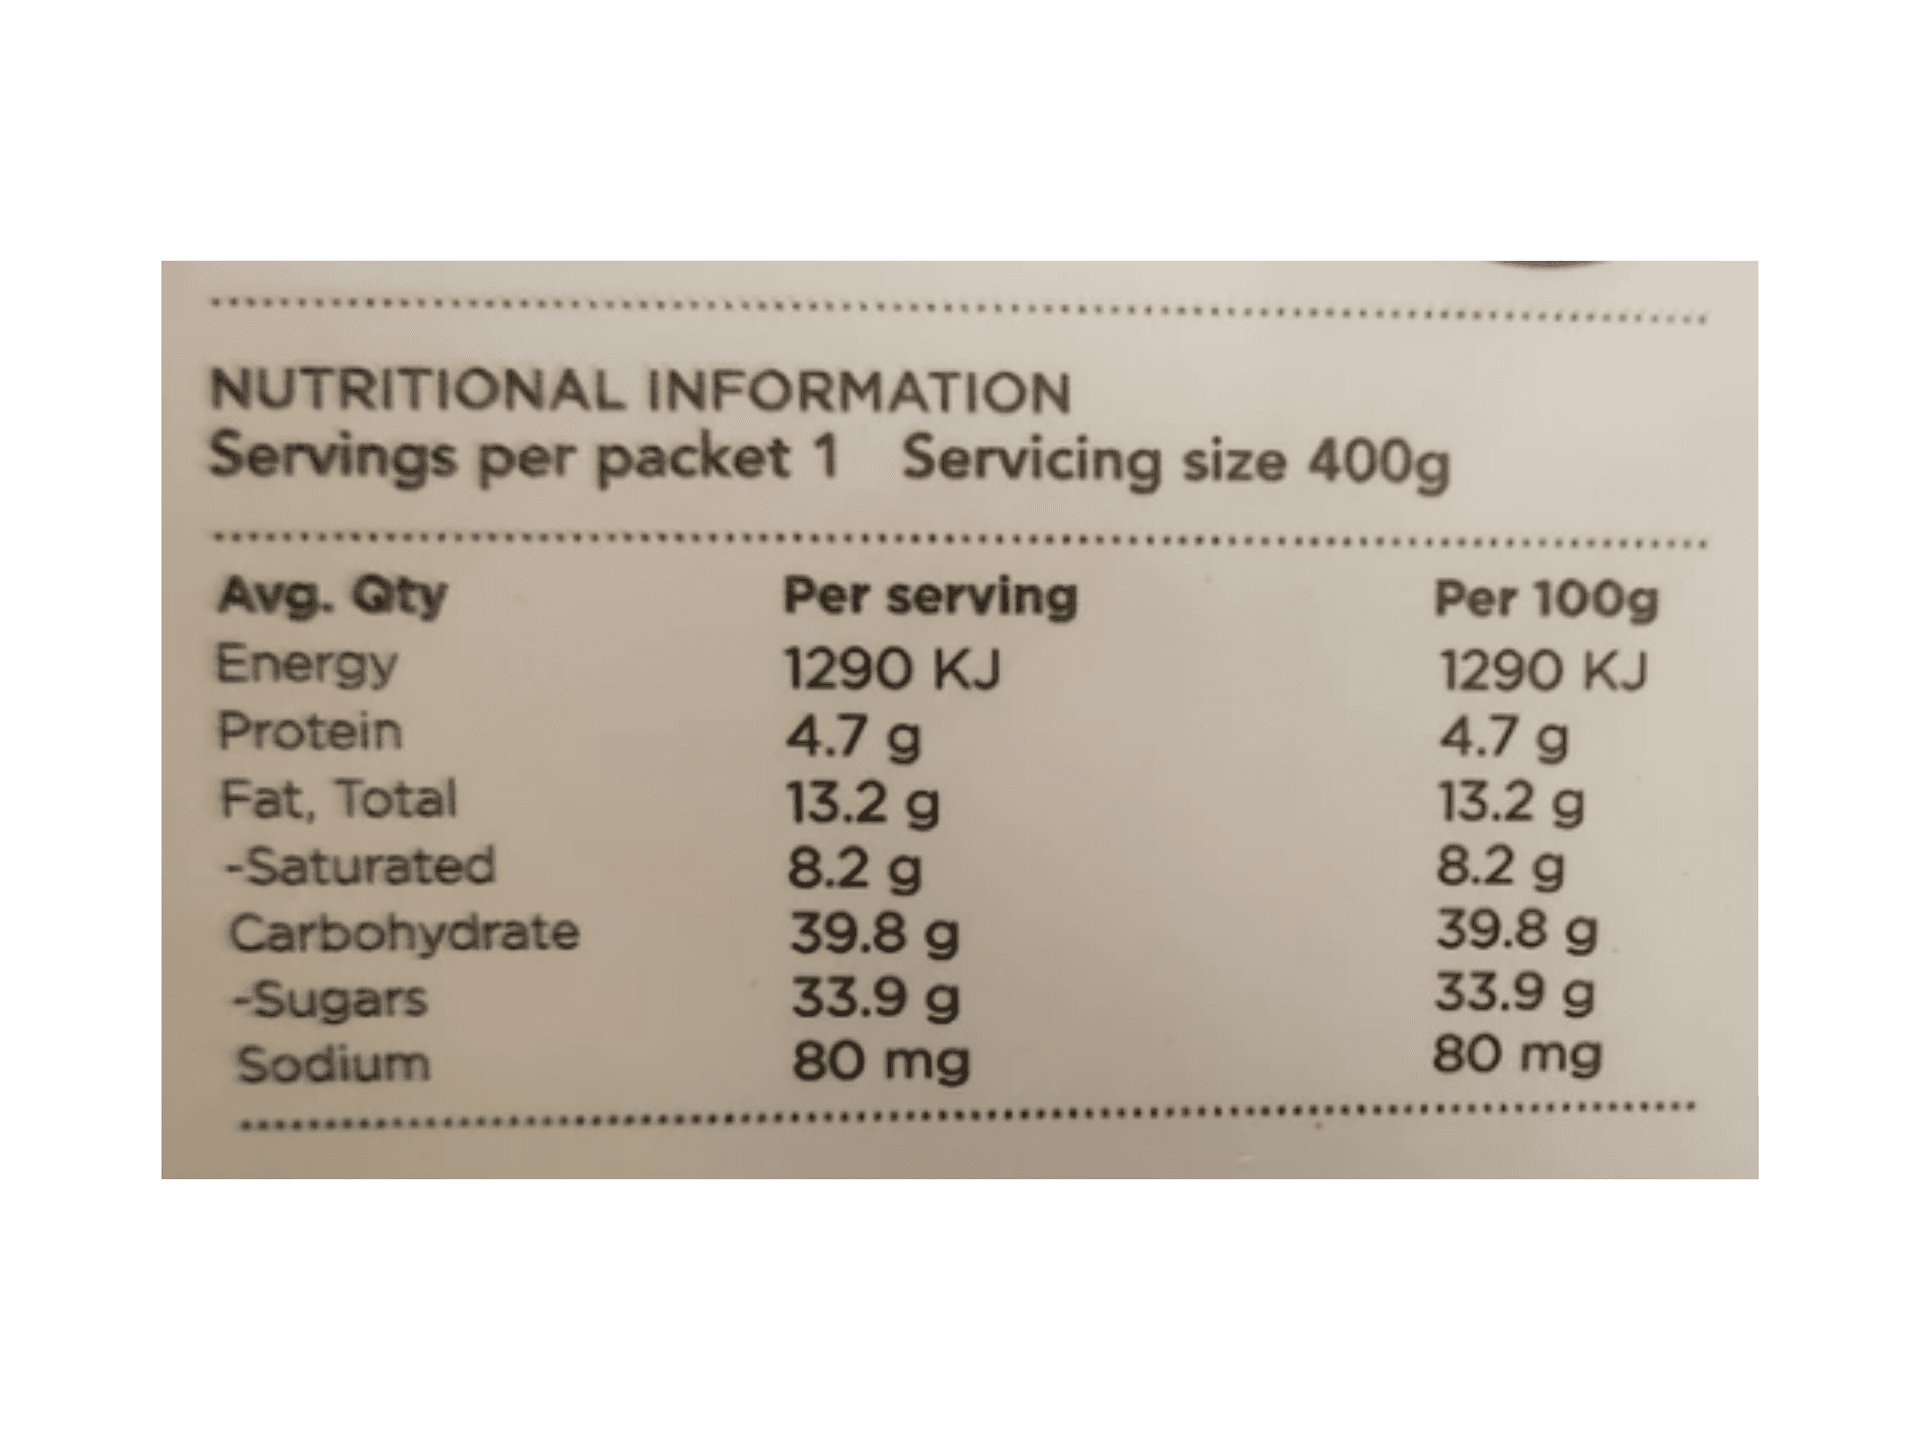 NUTRITIONAL INFORMATION
Servings per packet 1 Servicing size 400g
Avg. Qty Per serving Per 100g
Energy 1290 KJ 1290 KJ
Protein 4.7 g 4.7 g
Fat, Total 13.2 g 13.2 g
-Saturated 8.2 g 8.2 g
Carbohydrate 39.8 g 39.8 g
-Sugars 33.9 g 33.9 g
Sodium 80 mg 80 mg